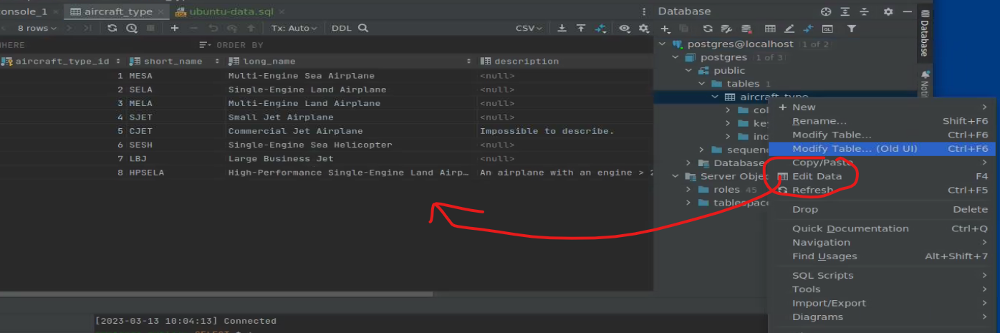 onsole_1 × aircraft_type × ubuntu-data.sql ×
8 rows Tx: Auto DDL CSV
HERE ORDER BY
aircraft_type_id short_name long_name description
1 MESA Multi-Engine Sea Airplane <null>
2 SELA Single-Engine Land Airplane <null>
3 MELA Multi-Engine Land Airplane <null>
4 SJET Small Jet Airplane <null>
5 CJET Commercial Jet Airplane Impossible to describe.
6 SESH Single-Engine Sea Helicopter <null>
7 LBJ Large Business Jet <null>
8 HPSELA High-Performance Single-Engine Land Airp… An airplane with an engine > 2
[2023-03-13 10:04:13] Connected
Database
postgres@localhost 1 of 2
postgres 1 of 3
public
tables 1
aircraft_type
col
key
ind
sequen
Database
Server Objec
roles 45
tablespace
New
Rename... Shift+F6
Modify Table... Ctrl+F6
Modify Table... (Old UI) Ctrl+F6
Copy/Paste
Edit Data F4
Refresh Ctrl+F5
Drop Delete
Quick Documentation Ctrl+Q
Navigation
Find Usages Alt+Shift+7
SQL Scripts
Tools
Import/Export
Diagrams
Database
Noti